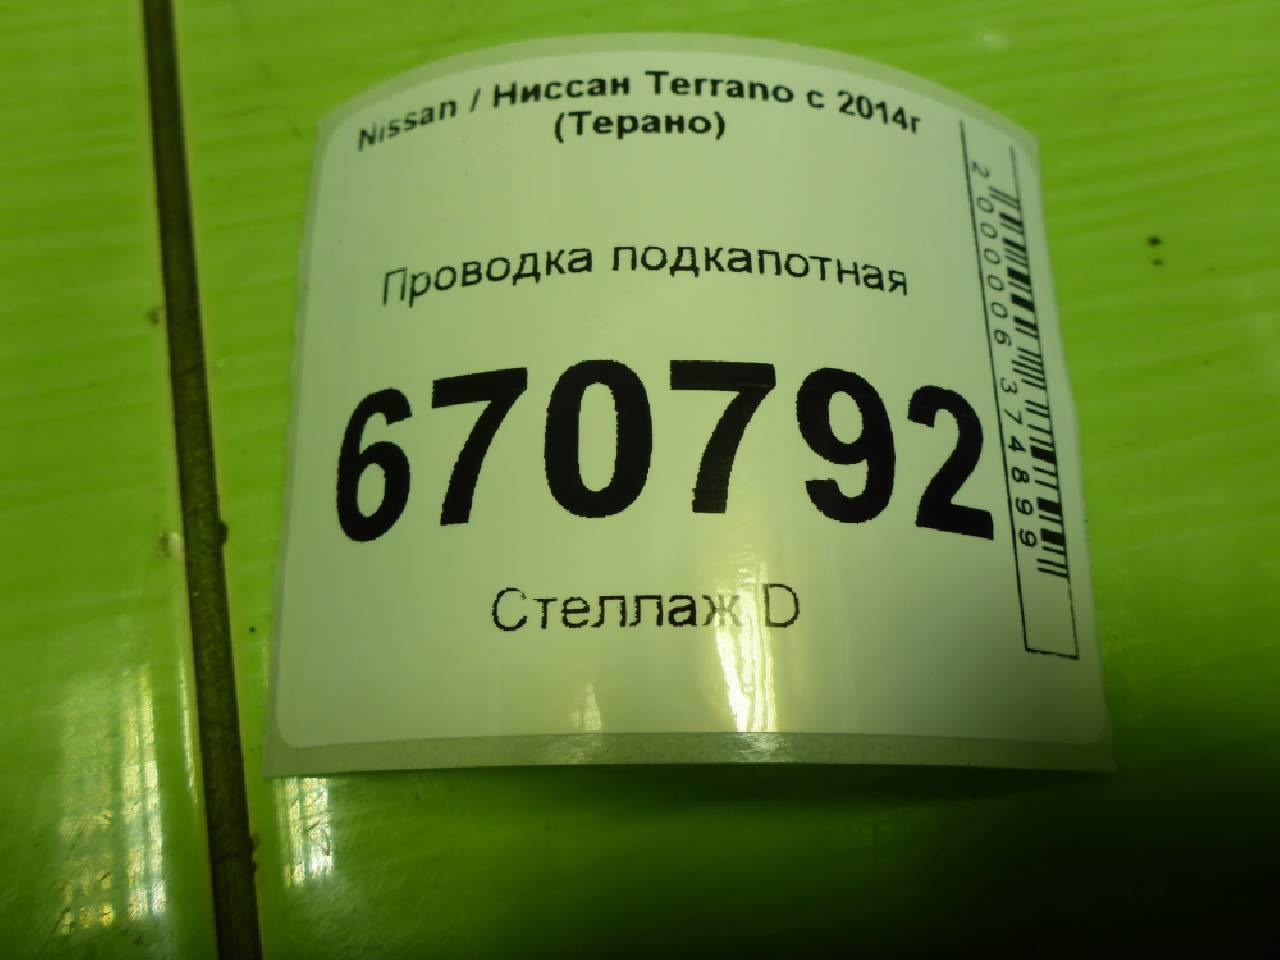 Nissan / Ниссан Terrano с 2014г
(Терано)
Проводка подкапотная
670792
Стеллаж D
2000006374899